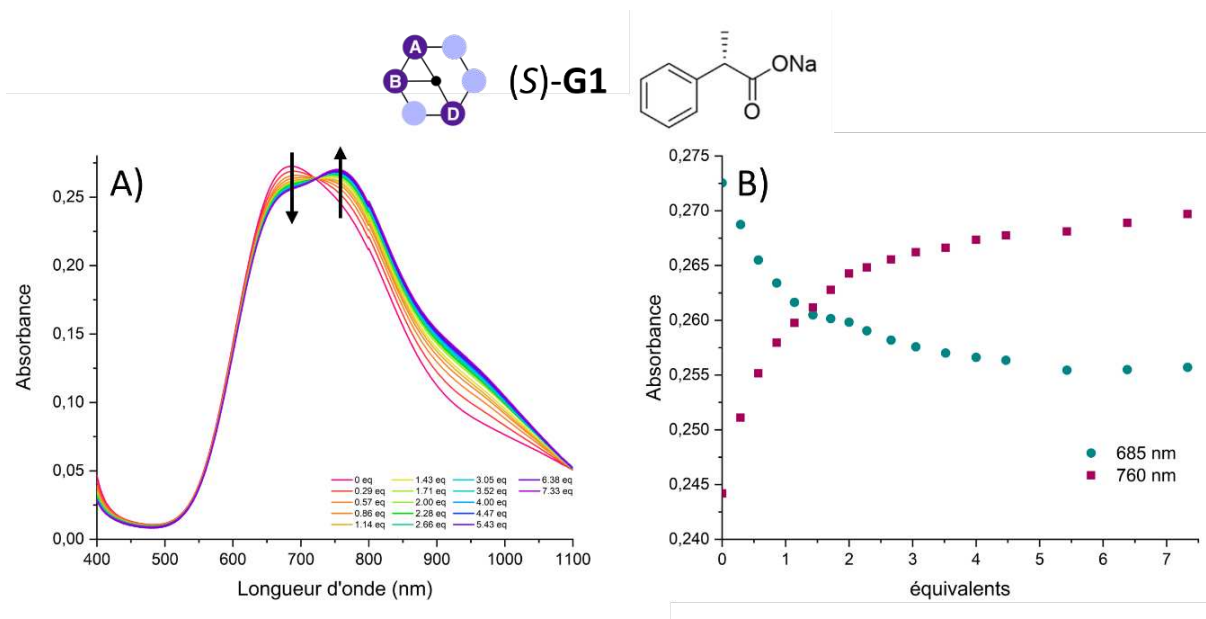 A
B
D
(S)-G1
ONa
O
A)
Absorbance
0,25
0,20
0,15
0,10
0,05
0,00
400 500 600 700 800 900 1000 1100
Longueur d'onde (nm)
0 eq 1.43 eq 3.05 eq 6.38 eq
0.29 eq 1.71 eq 3.52 eq 7.33 eq
0.57 eq 2.00 eq 4.00 eq
0.86 eq 2.28 eq 4.47 eq
1.14 eq 2.66 eq 5.43 eq
B)
Absorbance
0,275
0,270
0,265
0,260
0,255
0,250
0,245
0,240
685 nm
760 nm
0 1 2 3 4 5 6 7
équivalents